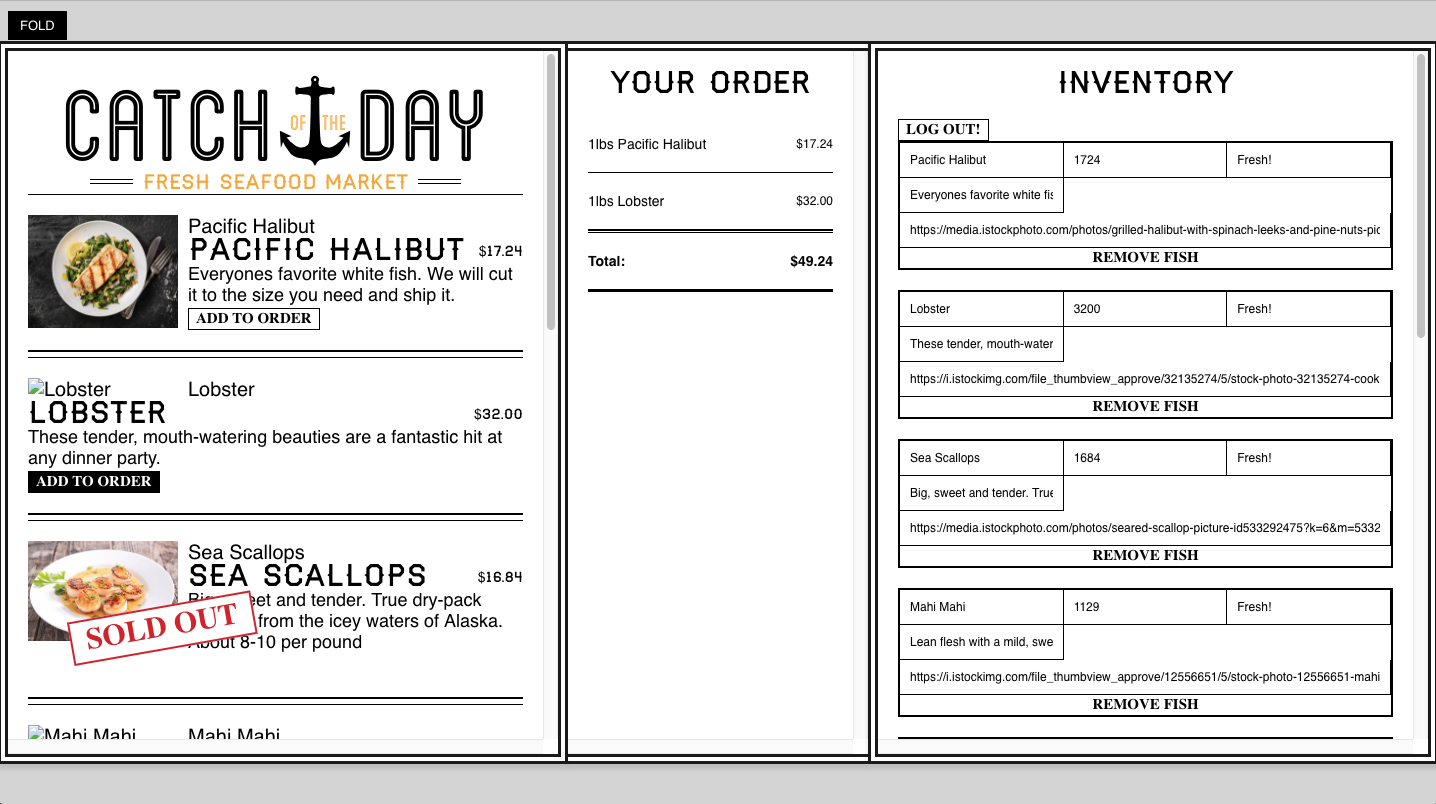 FOLD
CATCH OF THE DAY
FRESH SEAFOOD MARKET
Pacific Halibut
PACIFIC HALIBUT $17.24
Everyones favorite white fish. We will cut
it to the size you need and ship it.
ADD TO ORDER
Lobster Lobster
LOBSTER $32.00
These tender, mouth-watering beauties are a fantastic hit at
any dinner party.
ADD TO ORDER
Sea Scallops
SEA SCALLOPS $16.84
eet and tender. True dry-pack
from the icey waters of Alaska.
About 8-10 per pound
SOLD OUT
Mahi Mahi Mahi Mahi
YOUR ORDER
1lbs Pacific Halibut $17.24
1lbs Lobster $32.00
Total: $49.24
INVENTORY
LOG OUT!
Pacific Halibut 1724 Fresh!
Everyones favorite white fis
https://media.istockphoto.com/photos/grilled-halibut-with-spinach-leeks-and-pine-nuts-pic
REMOVE FISH
Lobster 3200 Fresh!
These tender, mouth-water
https://i.istockimg.com/file_thumbview_approve/32135274/5/stock-photo-32135274-cook
REMOVE FISH
Sea Scallops 1684 Fresh!
Big, sweet and tender. True
https://media.istockphoto.com/photos/seared-scallop-picture-id533292475?k=6&m=5332
REMOVE FISH
Mahi Mahi 1129 Fresh!
Lean flesh with a mild, swe
https://i.istockimg.com/file_thumbview_approve/12556651/5/stock-photo-12556651-mahi
REMOVE FISH